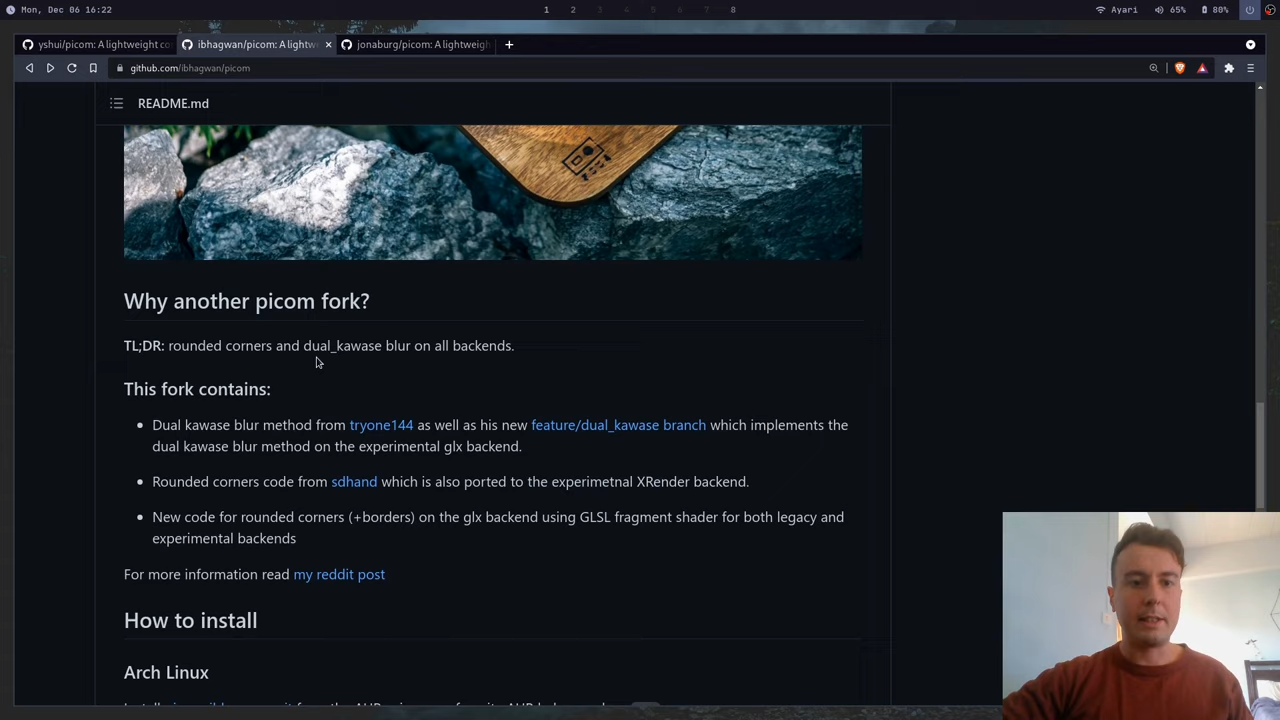 Mon, Dec 06 16:22
1 2 3 4 5 6 7 8
Ayari 65% 80%
yshui/picom: A lightweight co
ibhagwan/picom: A lightw
jonaburg/picom: A lightweigh
github.com/ibhagwan/picom
README.md
Why another picom fork?
TL;DR: rounded corners and dual_kawase blur on all backends.
This fork contains:
Dual kawase blur method from tryone144 as well as his new feature/dual_kawase branch which implements the
dual kawase blur method on the experimental glx backend.
Rounded corners code from sdhand which is also ported to the experimetnal XRender backend.
New code for rounded corners (+borders) on the glx backend using GLSL fragment shader for both legacy and
experimental backends
For more information read my reddit post
How to install
Arch Linux